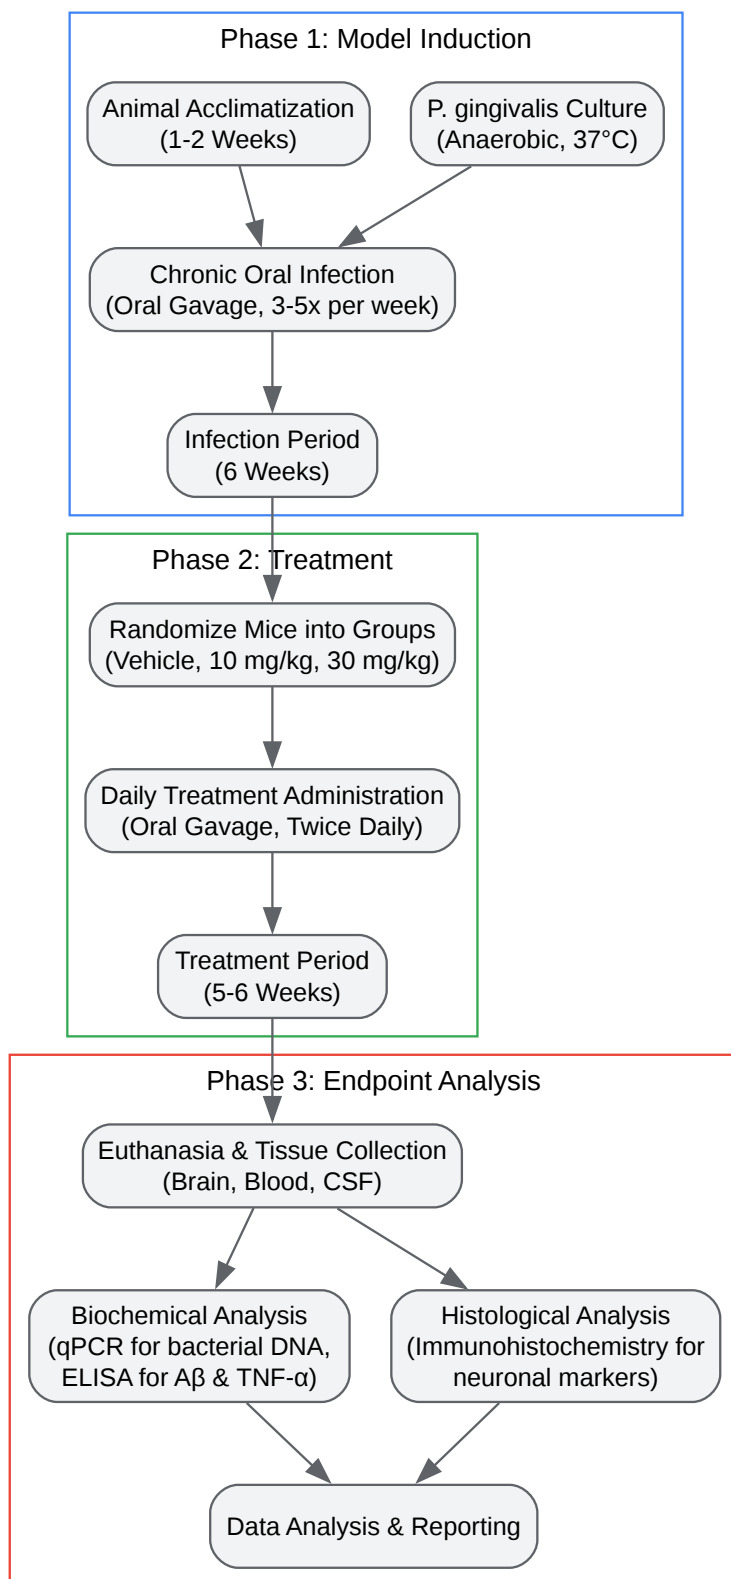 Phase 1: Model Induction
Animal Acclimatization
(1-2 Weeks)
P. gingivalis Culture
(Anaerobic, 37°C)
Chronic Oral Infection
(Oral Gavage, 3-5x per week)
Infection Period
(6 Weeks)
Phase 2: Treatment
Randomize Mice into Groups
(Vehicle, 10 mg/kg, 30 mg/kg)
Daily Treatment Administration
(Oral Gavage, Twice Daily)
Treatment Period
(5-6 Weeks)
Phase 3: Endpoint Analysis
Euthanasia & Tissue Collection
(Brain, Blood, CSF)
Biochemical Analysis
(qPCR for bacterial DNA,
ELISA for Aβ & TNF-α)
Histological Analysis
(Immunohistochemistry for
neuronal markers)
Data Analysis & Reporting